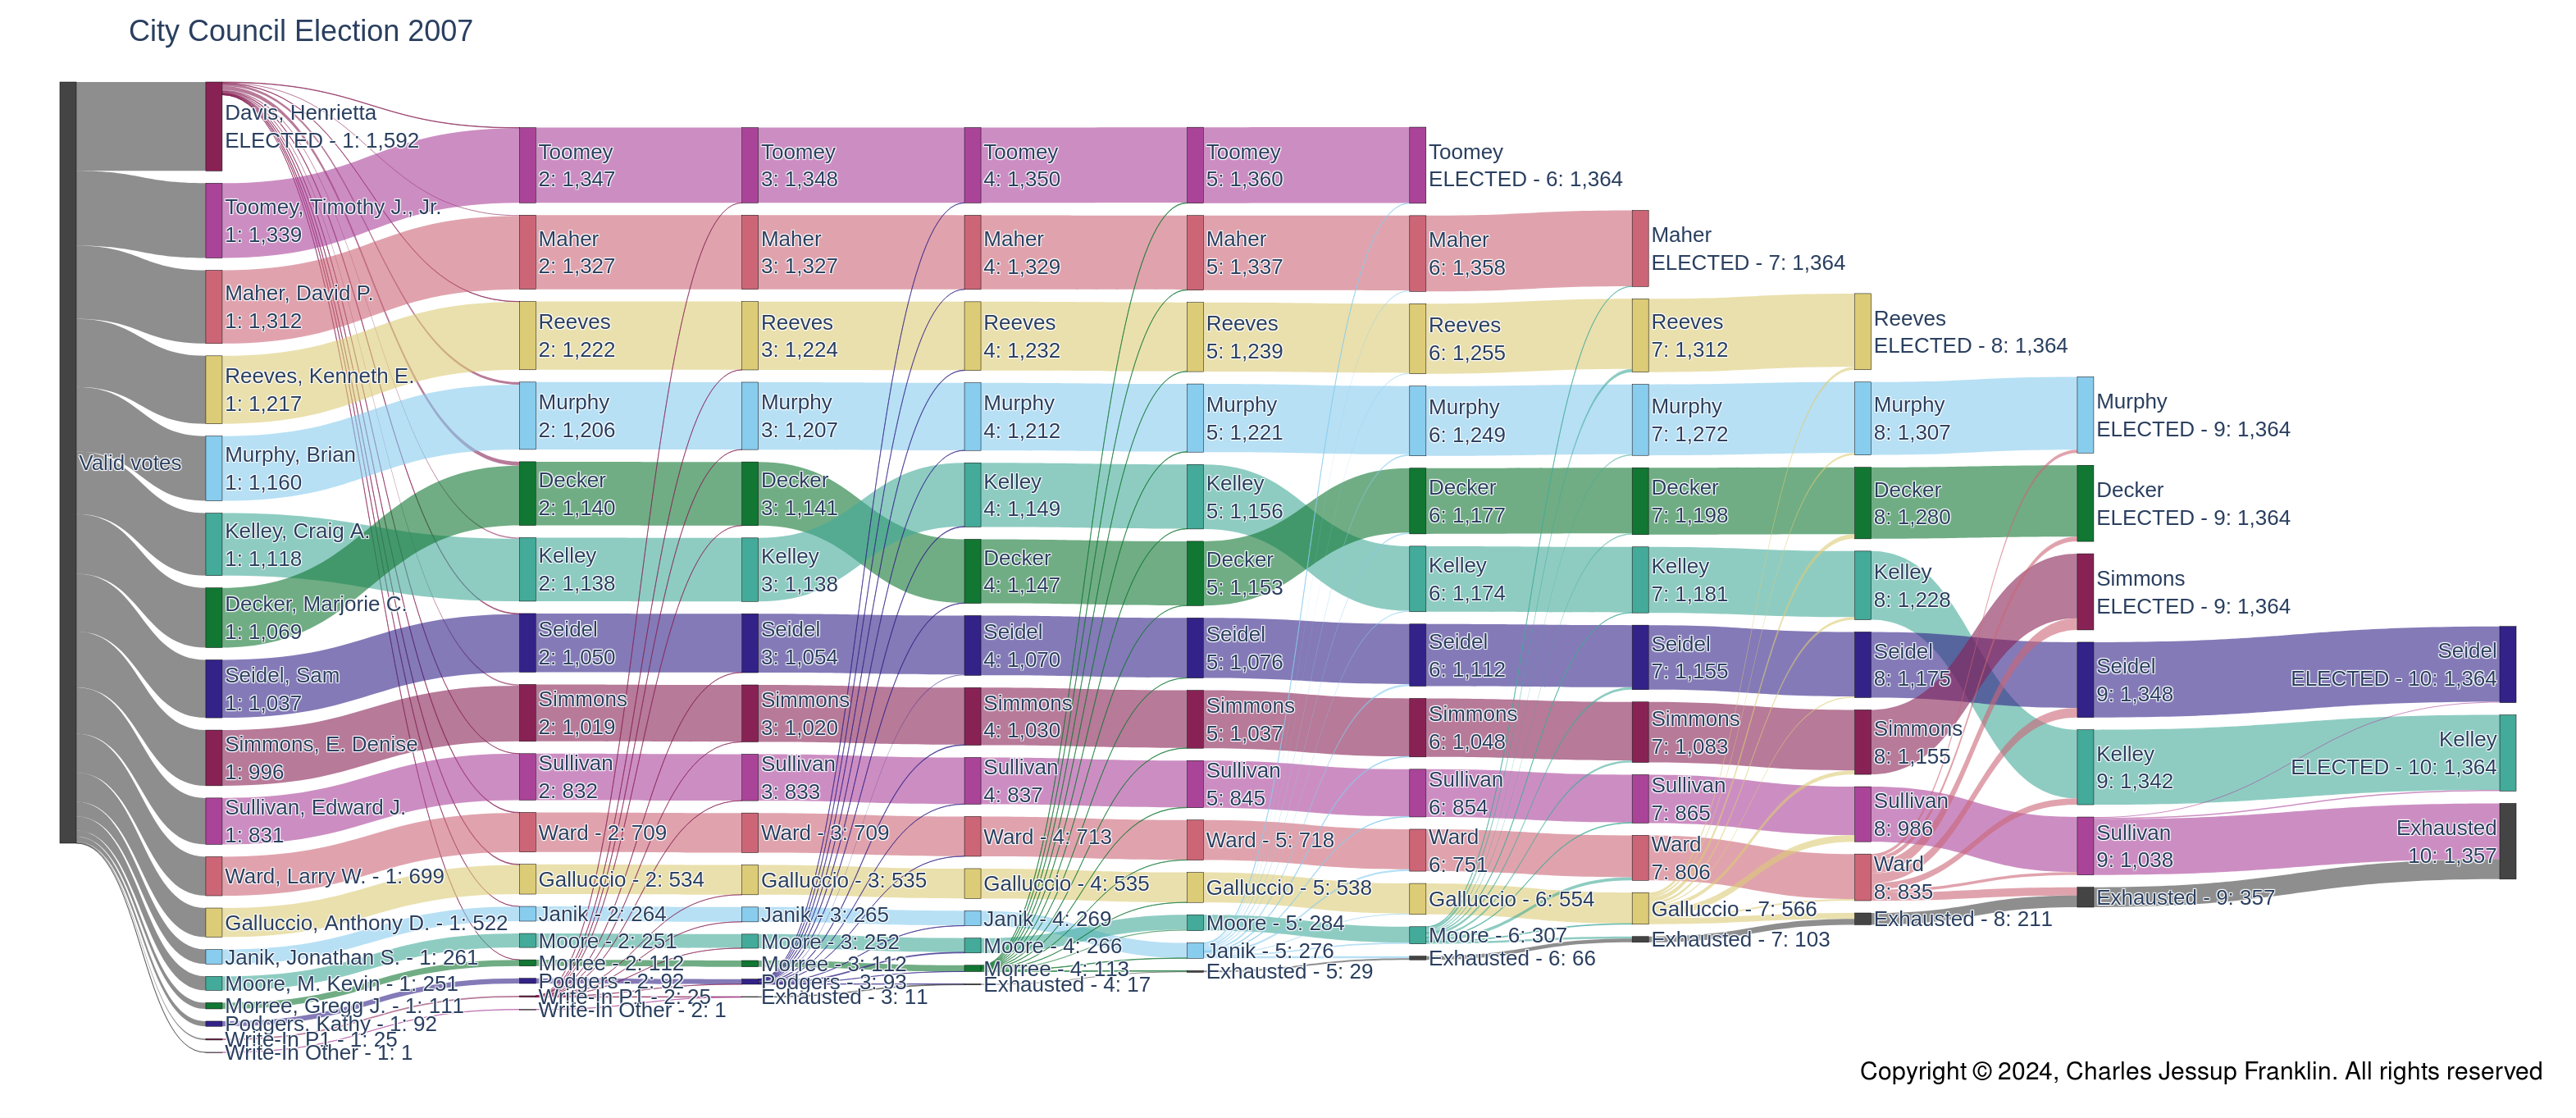 City Council Election 2007
Valid votes
Davis, Henrietta
ELECTED - 1: 1,592
Toomey, Timothy J., Jr.
1: 1,339
Maher, David P.
1: 1,312
Reeves, Kenneth E.
1: 1,217
Murphy, Brian
1: 1,160
Kelley, Craig A.
1: 1,118
Decker, Marjorie C.
1: 1,069
Seidel, Sam
1: 1,037
Simmons, E. Denise
1: 996
Sullivan, Edward J.
1: 831
Ward, Larry W. - 1: 699
Galluccio, Anthony D. - 1: 522
Janik, Jonathan S. - 1: 261
Moore, M. Kevin - 1: 251
Morree, Gregg J. - 1: 111
Podgers, Kathy - 1: 92
Write-In P1 - 1: 25
Write-In Other - 1: 1
Toomey
2: 1,347
Maher
2: 1,327
Reeves
2: 1,222
Murphy
2: 1,206
Decker
2: 1,140
Kelley
2: 1,138
Seidel
2: 1,050
Simmons
2: 1,019
Sullivan
2: 832
Ward - 2: 709
Galluccio - 2: 534
Janik - 2: 264
Moore - 2: 251
Morree - 2: 112
Podgers - 2: 92
Write-In P1 - 2: 25
Write-In Other - 2: 1
Toomey
3: 1,348
Maher
3: 1,327
Reeves
3: 1,224
Murphy
3: 1,207
Decker
3: 1,141
Kelley
3: 1,138
Seidel
3: 1,054
Simmons
3: 1,020
Sullivan
3: 833
Ward - 3: 709
Galluccio - 3: 535
Janik - 3: 265
Moore - 3: 252
Morree - 3: 112
Podgers - 3: 93
Exhausted - 3: 11
Toomey
4: 1,350
Maher
4: 1,329
Reeves
4: 1,232
Murphy
4: 1,212
Kelley
4: 1,149
Decker
4: 1,147
Seidel
4: 1,070
Simmons
4: 1,030
Sullivan
4: 837
Ward - 4: 713
Galluccio - 4: 535
Janik - 4: 269
Moore - 4: 266
Morree - 4: 113
Exhausted - 4: 17
Toomey
5: 1,360
Maher
5: 1,337
Reeves
5: 1,239
Murphy
5: 1,221
Kelley
5: 1,156
Decker
5: 1,153
Seidel
5: 1,076
Simmons
5: 1,037
Sullivan
5: 845
Ward - 5: 718
Galluccio - 5: 538
Moore - 5: 284
Janik - 5: 276
Exhausted - 5: 29
Toomey
ELECTED - 6: 1,364
Maher
6: 1,358
Reeves
6: 1,255
Murphy
6: 1,249
Decker
6: 1,177
Kelley
6: 1,174
Seidel
6: 1,112
Simmons
6: 1,048
Sullivan
6: 854
Ward
6: 751
Galluccio - 6: 554
Moore - 6: 307
Exhausted - 6: 66
Maher
ELECTED - 7: 1,364
Reeves
7: 1,312
Murphy
7: 1,272
Decker
7: 1,198
Kelley
7: 1,181
Seidel
7: 1,155
Simmons
7: 1,083
Sullivan
7: 865
Ward
7: 806
Galluccio - 7: 566
Exhausted - 7: 103
Reeves
ELECTED - 8: 1,364
Murphy
8: 1,307
Decker
8: 1,280
Kelley
8: 1,228
Seidel
8: 1,175
Simmons
8: 1,155
Sullivan
8: 986
Ward
8: 835
Exhausted - 8: 211
Murphy
ELECTED - 9: 1,364
Decker
ELECTED - 9: 1,364
Simmons
ELECTED - 9: 1,364
Seidel
9: 1,348
Kelley
9: 1,342
Sullivan
9: 1,038
Exhausted - 9: 357
Seidel
ELECTED - 10: 1,364
Kelley
ELECTED - 10: 1,364
Exhausted
10: 1,357
Copyright © 2024, Charles Jessup Franklin. All rights reserved